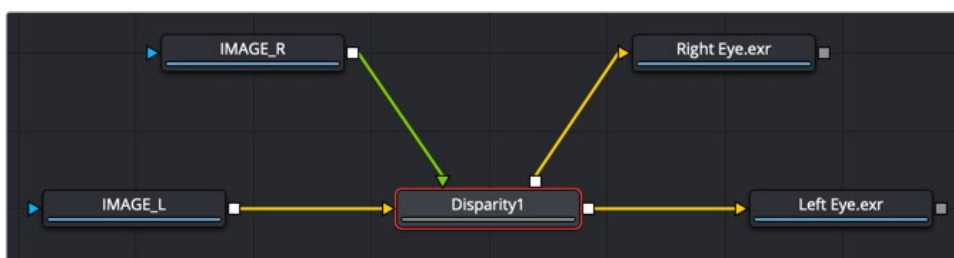 IMAGE_R
Right Eye.exr
IMAGE_L
Disparity1
Left Eye.exr